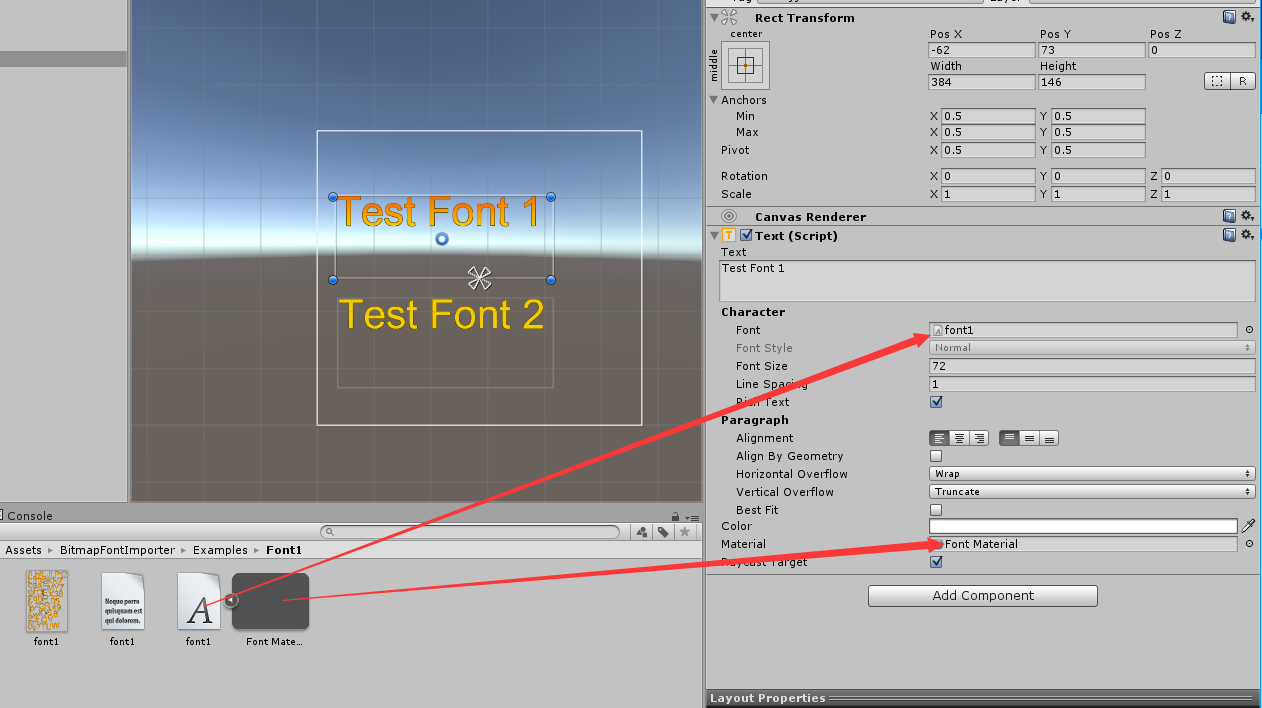 Rect Transform
center
middle
Pos X Pos Y Pos Z
-62 73 0
Width Height
384 146
R
Anchors
Min X 0.5 Y 0.5
Max X 0.5 Y 0.5
Pivot X 0.5 Y 0.5
Rotation X 0 Y 0 Z 0
Scale X 1 Y 1 Z 1
Canvas Renderer
T Text (Script)
Text
Test Font 1
Character
Font font1
Font Style Normal
Font Size 72
Line Spacing 1
Rich Text
Paragraph
Alignment
Align By Geometry
Horizontal Overflow Wrap
Vertical Overflow Truncate
Best Fit
Color
Material Font Material
Raycast Target
Add Component
Layout Properties
Test Font 1
Test Font 2
Console
Assets BitmapFontImporter Examples Font1
Neque porro
quisquam est
qui dolorem.
A
font1 font1 font1 Font Mate...